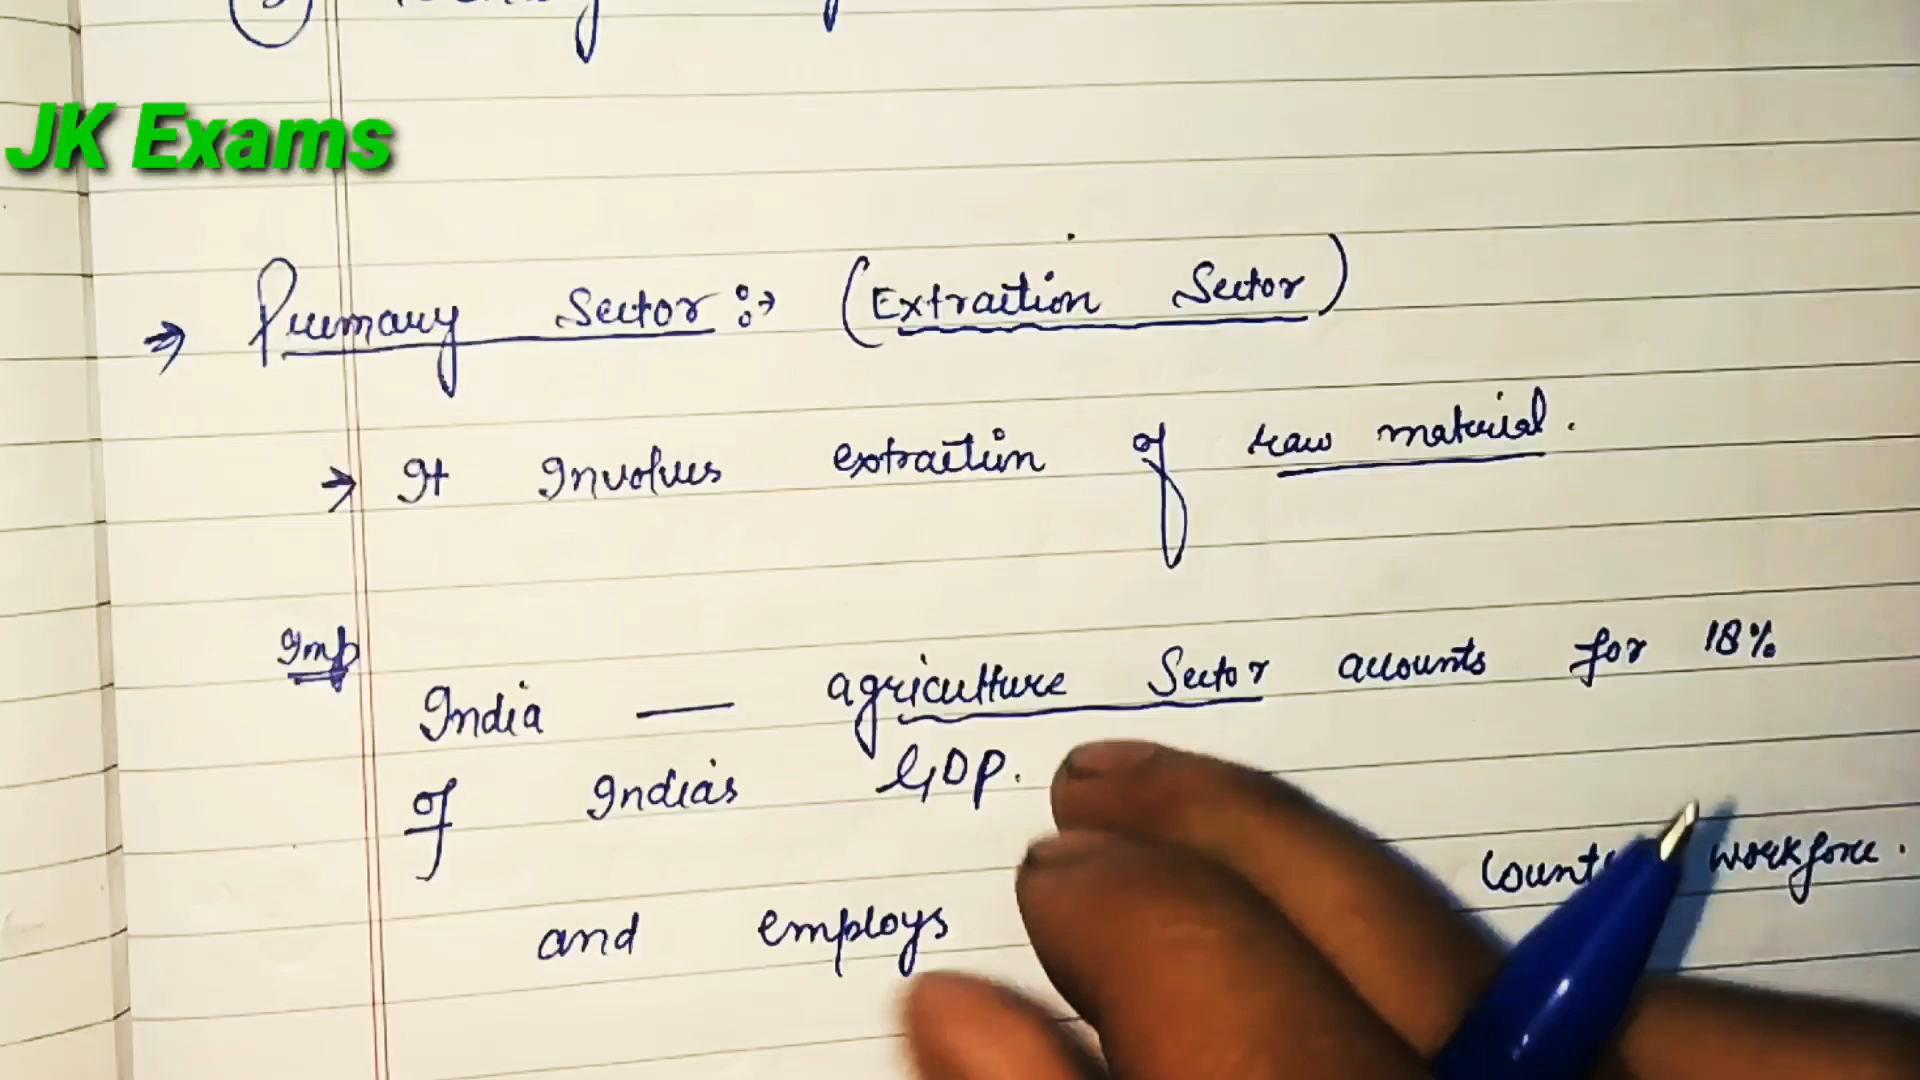 JK Exams
⇒ Primary Sector :→ (Extraction Sector)
→ It Involves extraction of raw material.
Imp
India — agriculture Sector accounts for 18%
of India's GDP.
and employs workforce.